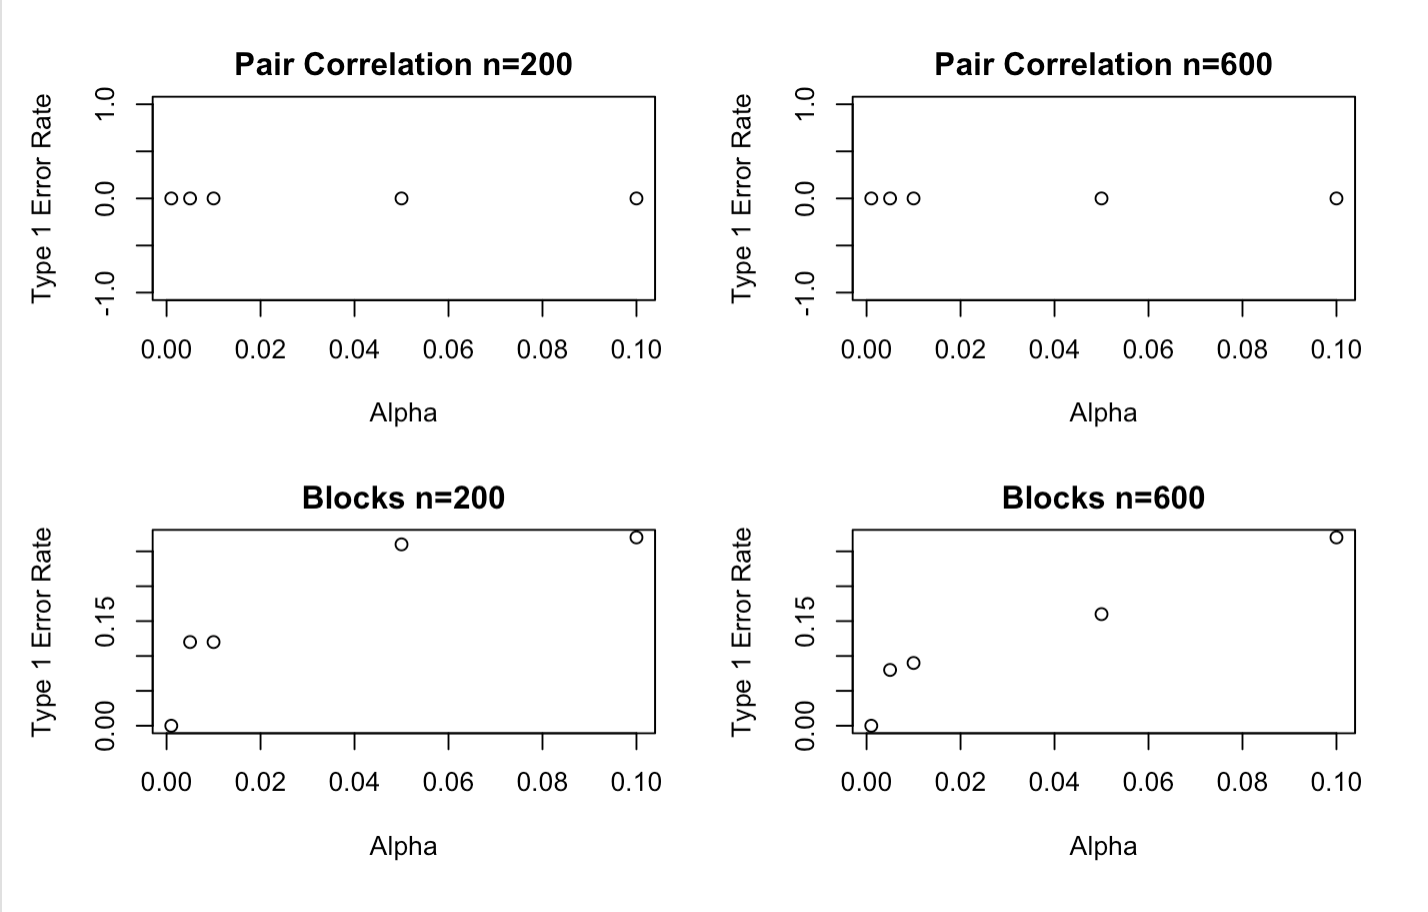 Pair Correlation n=200
Type 1 Error Rate
1.0
0.0
-1.0
0.00 0.02 0.04 0.06 0.08 0.10
Alpha
Pair Correlation n=600
Type 1 Error Rate
1.0
0.0
-1.0
0.00 0.02 0.04 0.06 0.08 0.10
Alpha
Blocks n=200
Type 1 Error Rate
0.15
0.00
0.00 0.02 0.04 0.06 0.08 0.10
Alpha
Blocks n=600
Type 1 Error Rate
0.15
0.00
0.00 0.02 0.04 0.06 0.08 0.10
Alpha